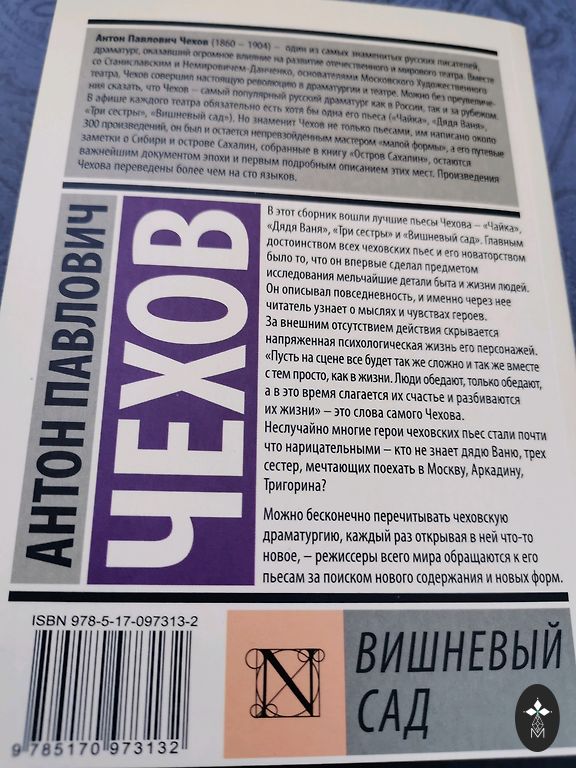 Антон Павлович Чехов (1860 – 1904) – один из самых знаменитых русских писателей,
драматург, оказавший огромное влияние на развитие отечественного и мирового театра. Вместе
со Станиславским и Немировичем-Данченко, основателями Московского Художественного
театра, Чехов совершил настоящую революцию в драматургии и театре. Можно без преувеличе-
ния сказать, что Чехов – самый популярный русский драматург как в России, так и за рубежом.
В афише каждого театра обязательно есть хотя бы одна его пьеса («Чайка», «Дядя Ваня»,
«Три сестры», «Вишневый сад»). Но знаменит Чехов не только пьесами, им написано около
300 произведений, он был и остается непревзойденным мастером «малой формы», а его путевые
заметки о Сибири и острове Сахалин, собранные в книгу «Остров Сахалин», остаются
важнейшим документом эпохи и первым подробным описанием этих мест. Произведения
Чехова переведены более чем на сто языков.
АНТОН ПАВЛОВИЧ
ЧЕХОВ
В этот сборник вошли лучшие пьесы Чехова – «Чайка»,
«Дядя Ваня», «Три сестры» и «Вишневый сад». Главным
достоинством всех чеховских пьес и его новаторством
было то, что он впервые сделал предметом
исследования мельчайшие детали быта и жизни людей.
Он описывал повседневность, и именно через нее
читатель узнает о мыслях и чувствах героев.
За внешним отсутствием действия скрывается
напряженная психологическая жизнь его персонажей.
«Пусть на сцене все будет так же сложно и так же вместе
с тем просто, как в жизни. Люди обедают, только обедают,
а в это время слагается их счастье и разбиваются
их жизни» – это слова самого Чехова.
Неслучайно многие герои чеховских пьес стали почти
что нарицательными – кто не знает дядю Ваню, трех
сестер, мечтающих поехать в Москву, Аркадину,
Тригорина?
Можно бесконечно перечитывать чеховскую
драматургию, каждый раз открывая в ней что-то
новое, – режиссеры всего мира обращаются к его
пьесам за поиском нового содержания и новых форм.
ISBN 978-5-17-097313-2
9 785170 973132
N
ВИШНЕВЫЙ
САД
М